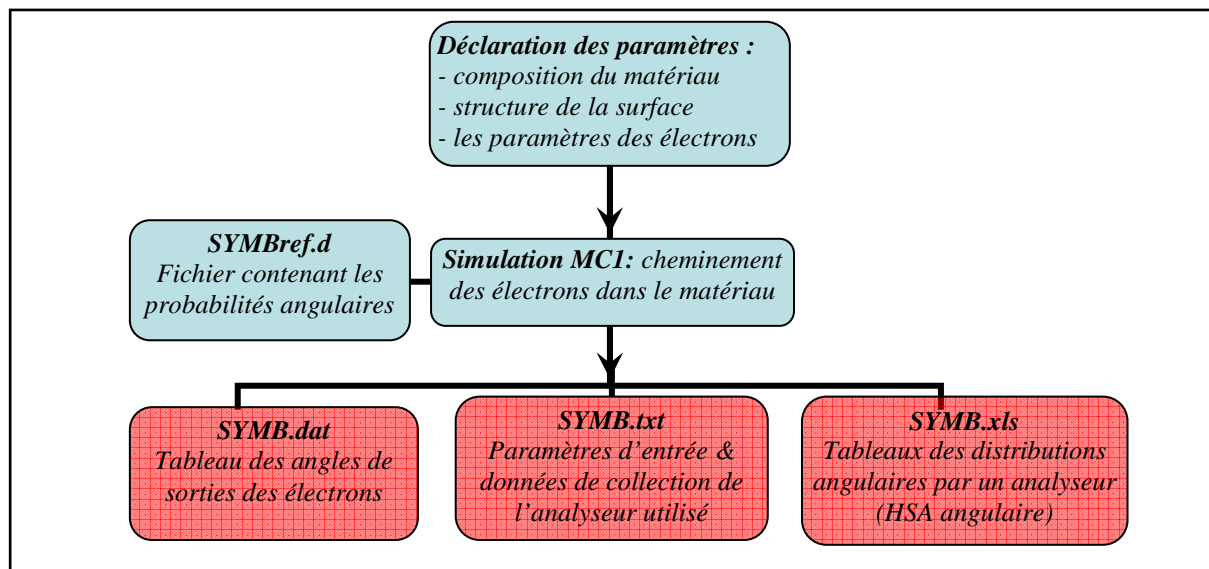 Déclaration des paramètres :
- composition du matériau
- structure de la surface
- les paramètres des électrons
SYMBref.d
Fichier contenant les
probabilités angulaires
Simulation MC1: cheminement
des électrons dans le matériau
SYMB.dat
Tableau des angles de
sorties des électrons
SYMB.txt
Paramètres d'entrée &
données de collection de
l'analyseur utilisé
SYMB.xls
Tableaux des distributions
angulaires par un analyseur
(HSA angulaire)